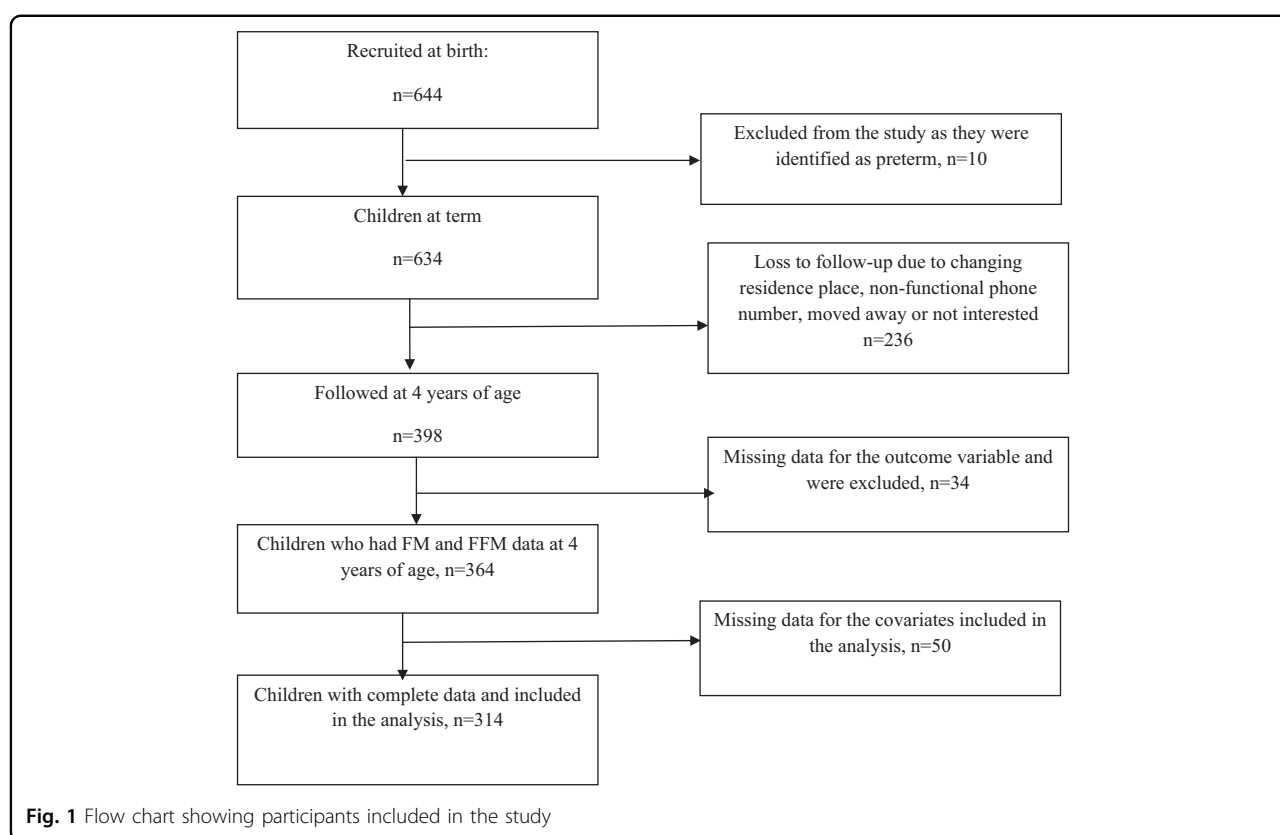 Recruited at birth:
n=644
Excluded from the study as they were
identified as preterm, n=10
Children at term
n=634
Loss to follow-up due to changing
residence place, non-functional phone
number, moved away or not interested
n=236
Followed at 4 years of age
n=398
Missing data for the outcome variable and
were excluded, n=34
Children who had FM and FFM data at 4
years of age, n=364
Missing data for the covariates included in
the analysis, n=50
Children with complete data and included
in the analysis, n=314
Fig. 1 Flow chart showing participants included in the study